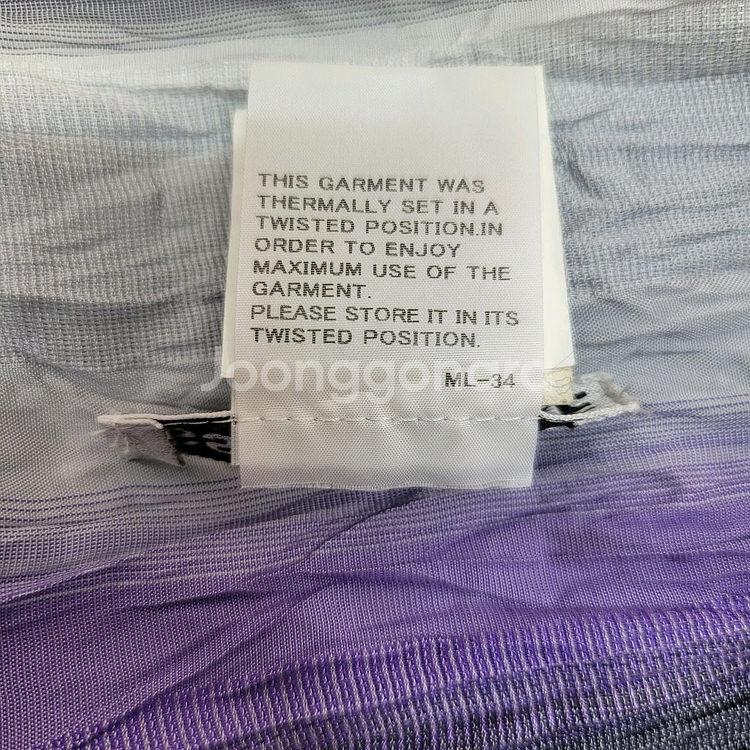 THIS GARMENT WAS
THERMALLY SET IN A
TWISTED POSITION.IN
ORDER TO ENJOY
MAXIMUM USE OF THE
GARMENT.
PLEASE STORE IT IN ITS
TWISTED POSITION.
ML-34